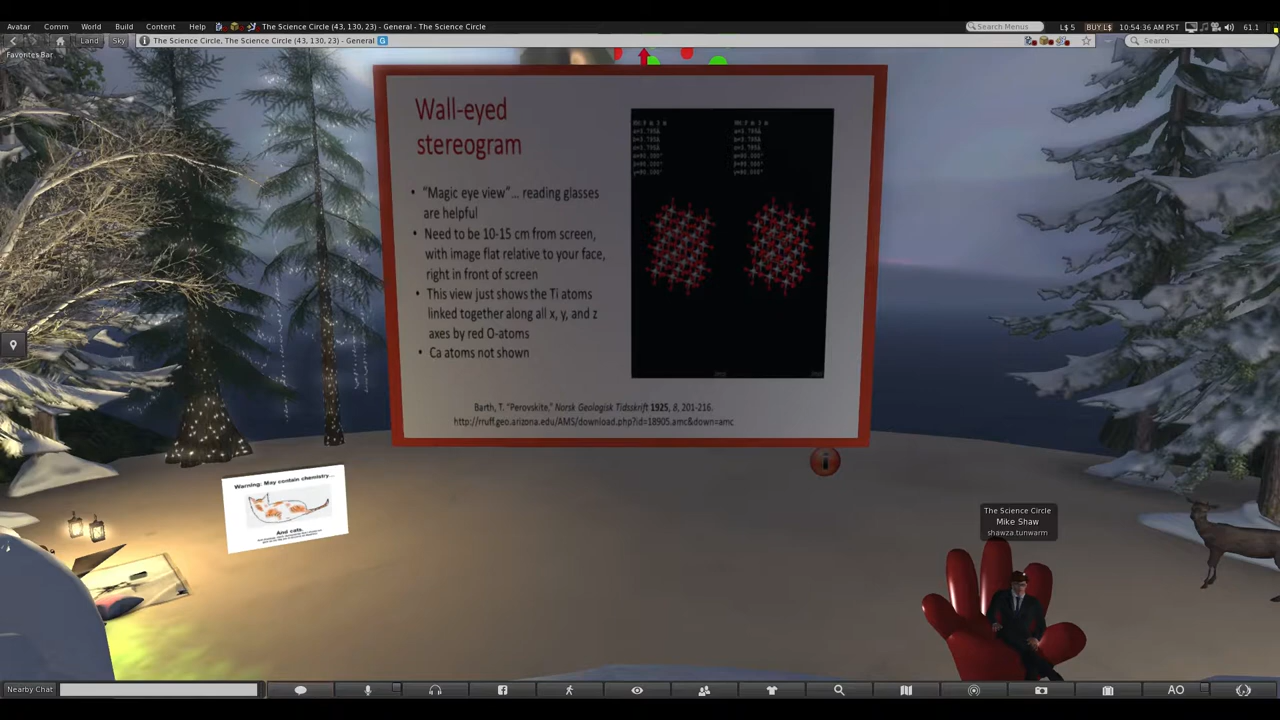 Avatar Comm World Build Content Help The Science Circle (43, 130, 23) - General - The Science Circle
Search Menus L$ 5 BUY L$ 10:54:36 AM PST 61.1
Land Sky The Science Circle, The Science Circle (43, 130, 23) - General G
Search
Favorites Bar
Wall-eyed
stereogram
• "Magic eye view"... reading glasses
are helpful
• Need to be 10-15 cm from screen,
with image flat relative to your face,
right in front of screen
• This view just shows the Ti atoms
linked together along all x, y, and z
axes by red O-atoms
• Ca atoms not shown
Barth, T. "Perovskite," Norsk Geologisk Tidsskrift 1925, 8, 201-216.
http://rruff.geo.arizona.edu/AMS/download.php?id=18905.amc&down=amc
Warning: May contain chemistry...
And cats.
The Science Circle
Mike Shaw
shawza.tunwarm
Nearby Chat
AO